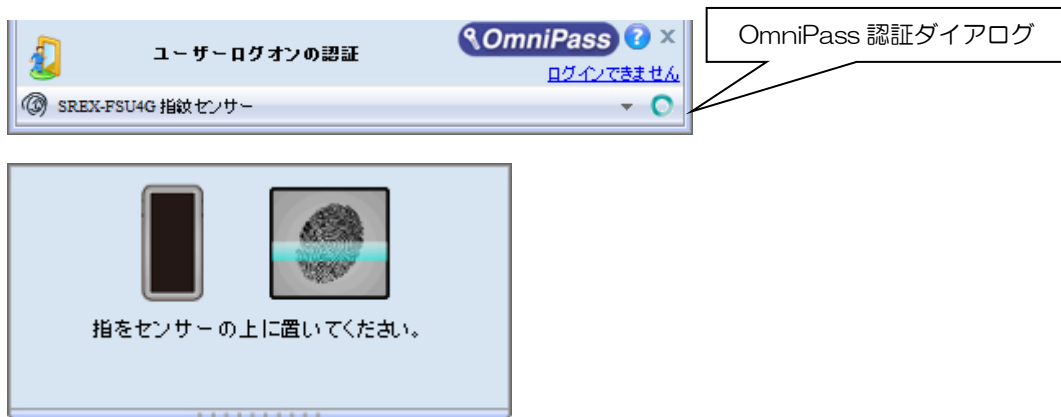 ユーザーログオンの認証
OmniPass
?
×
ログインできません
SREX-FSU4G 指紋センサー
OmniPass 認証ダイアログ
指をセンサーの上に置いてください。